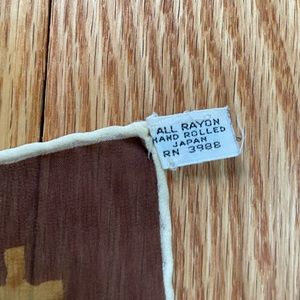 ALL RAYON
HAND ROLLED
JAPAN
RN 3988